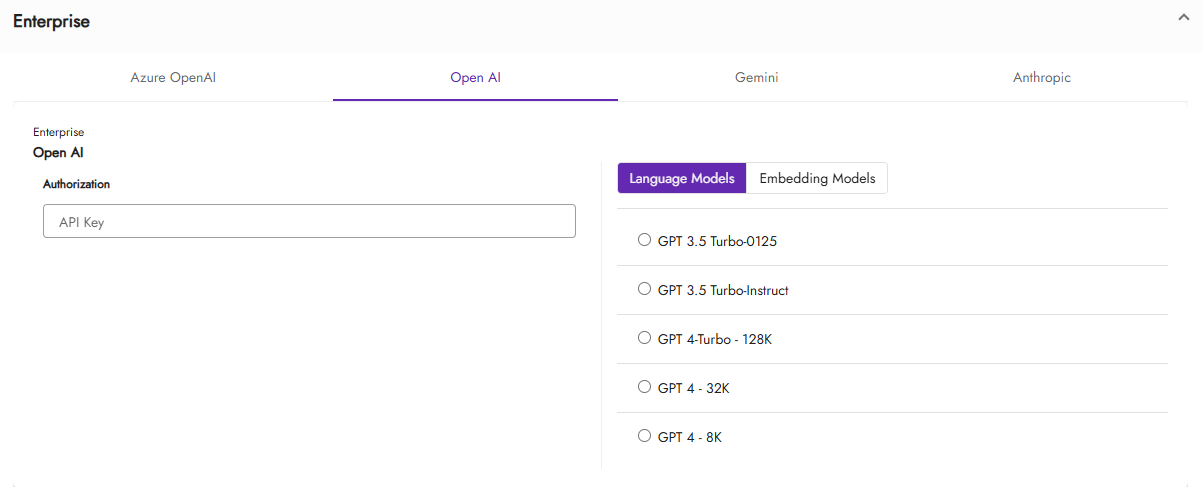 Enterprise
Azure OpenAI
Open AI
Gemini
Anthropic
Enterprise
Open AI
Authorization
API Key
Language Models
Embedding Models
GPT 3.5 Turbo-0125
GPT 3.5 Turbo-Instruct
GPT 4-Turbo - 128K
GPT 4 - 32K
GPT 4 - 8K